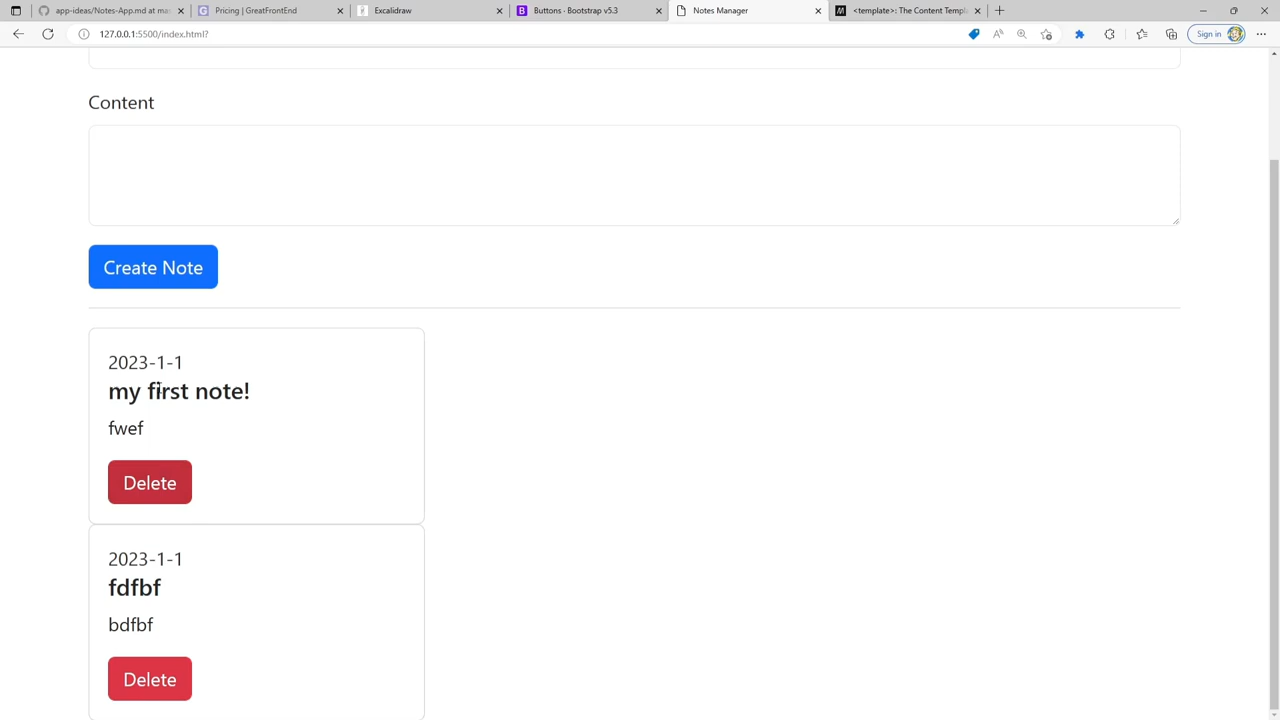 app-ideas/Notes-App.md at mas
Pricing | GreatFrontEnd
Excalidraw
Buttons · Bootstrap v5.3
Notes Manager
<template>: The Content Templ
127.0.0.1:5500/index.html?
Sign in
Content
Create Note
2023-1-1
my first note!
fwef
Delete
2023-1-1
fdfbf
bdfbf
Delete